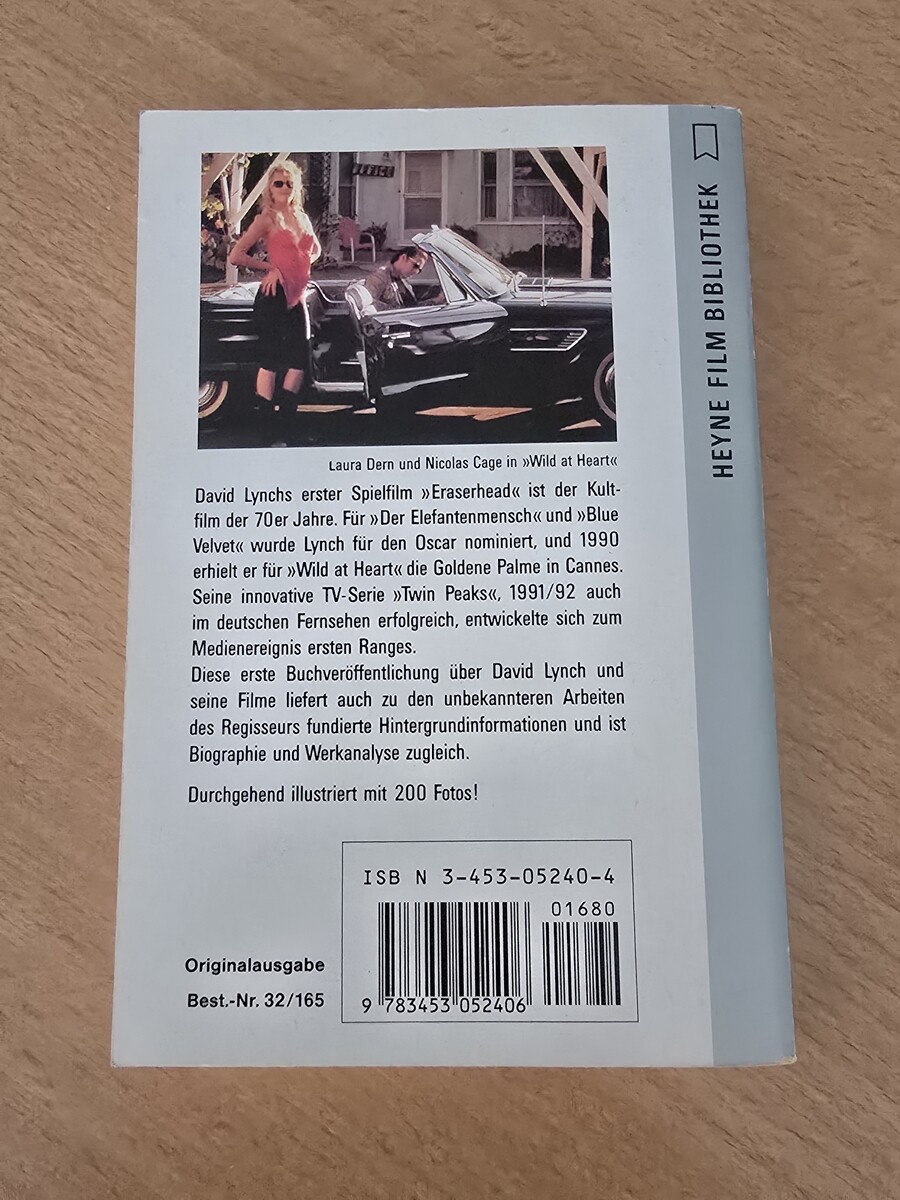 OFFICE
HEYNE FILM BIBLIOTHEK
Laura Dern und Nicolas Cage in »Wild at Heart«
David Lynchs erster Spielfilm »Eraserhead« ist der Kult-
film der 70er Jahre. Für »Der Elefantenmensch« und »Blue
Velvet« wurde Lynch für den Oscar nominiert, und 1990
erhielt er für »Wild at Heart« die Goldene Palme in Cannes.
Seine innovative TV-Serie »Twin Peaks«, 1991/92 auch
im deutschen Fernsehen erfolgreich, entwickelte sich zum
Medienereignis ersten Ranges.
Diese erste Buchveröffentlichung über David Lynch und
seine Filme liefert auch zu den unbekannteren Arbeiten
des Regisseurs fundierte Hintergrundinformationen und ist
Biographie und Werkanalyse zugleich.
Durchgehend illustriert mit 200 Fotos!
ISBN 3-453-05240-4
01680
9 783453 052406
Originalausgabe
Best.-Nr. 32/165